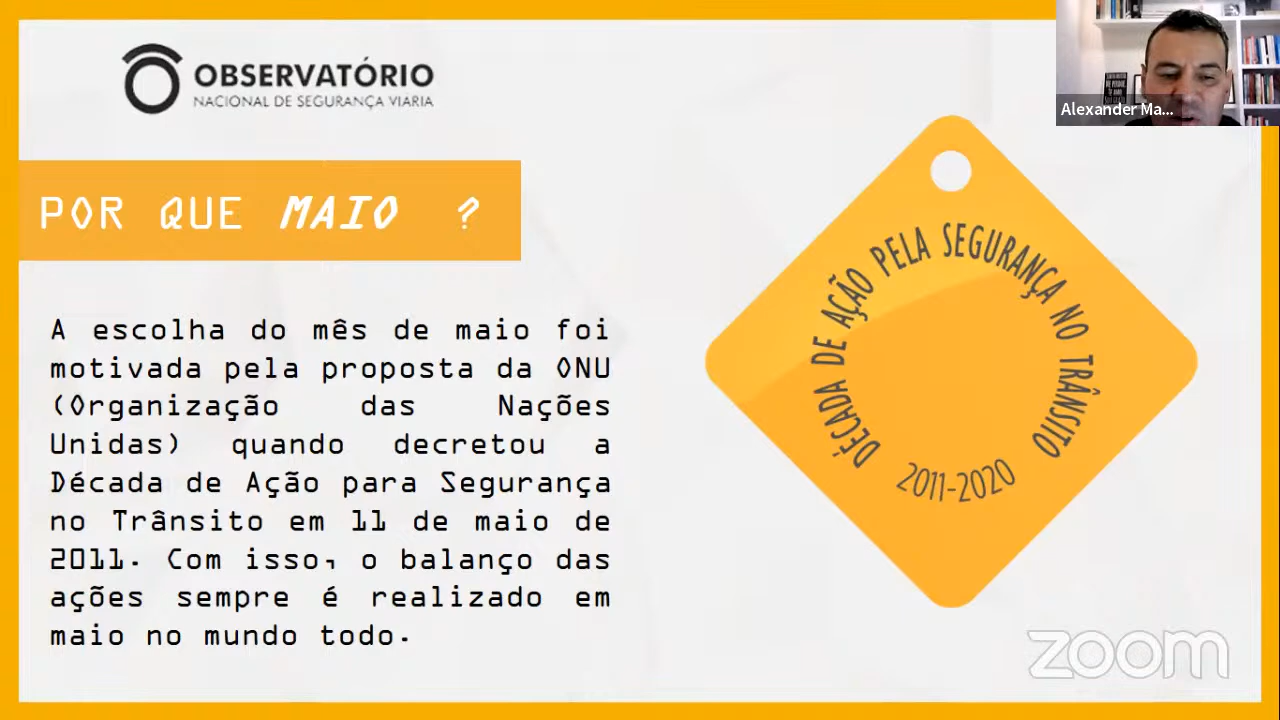 OBSERVATÓRIO
NACIONAL DE SEGURANÇA VIÁRIA
Alexander Ma...
POR QUE MAIO ?
A escolha do mês de maio foi
motivada pela proposta da ONU
(Organização das Nações
Unidas) quando decretou a
Década de Ação para Segurança
no Trânsito em 11 de maio de
2011. Com isso, o balanço das
ações sempre é realizado em
maio no mundo todo.
DÉCADA DE AÇÃO PELA SEGURANÇA NO TRÂNSITO
2011-2020
zoom